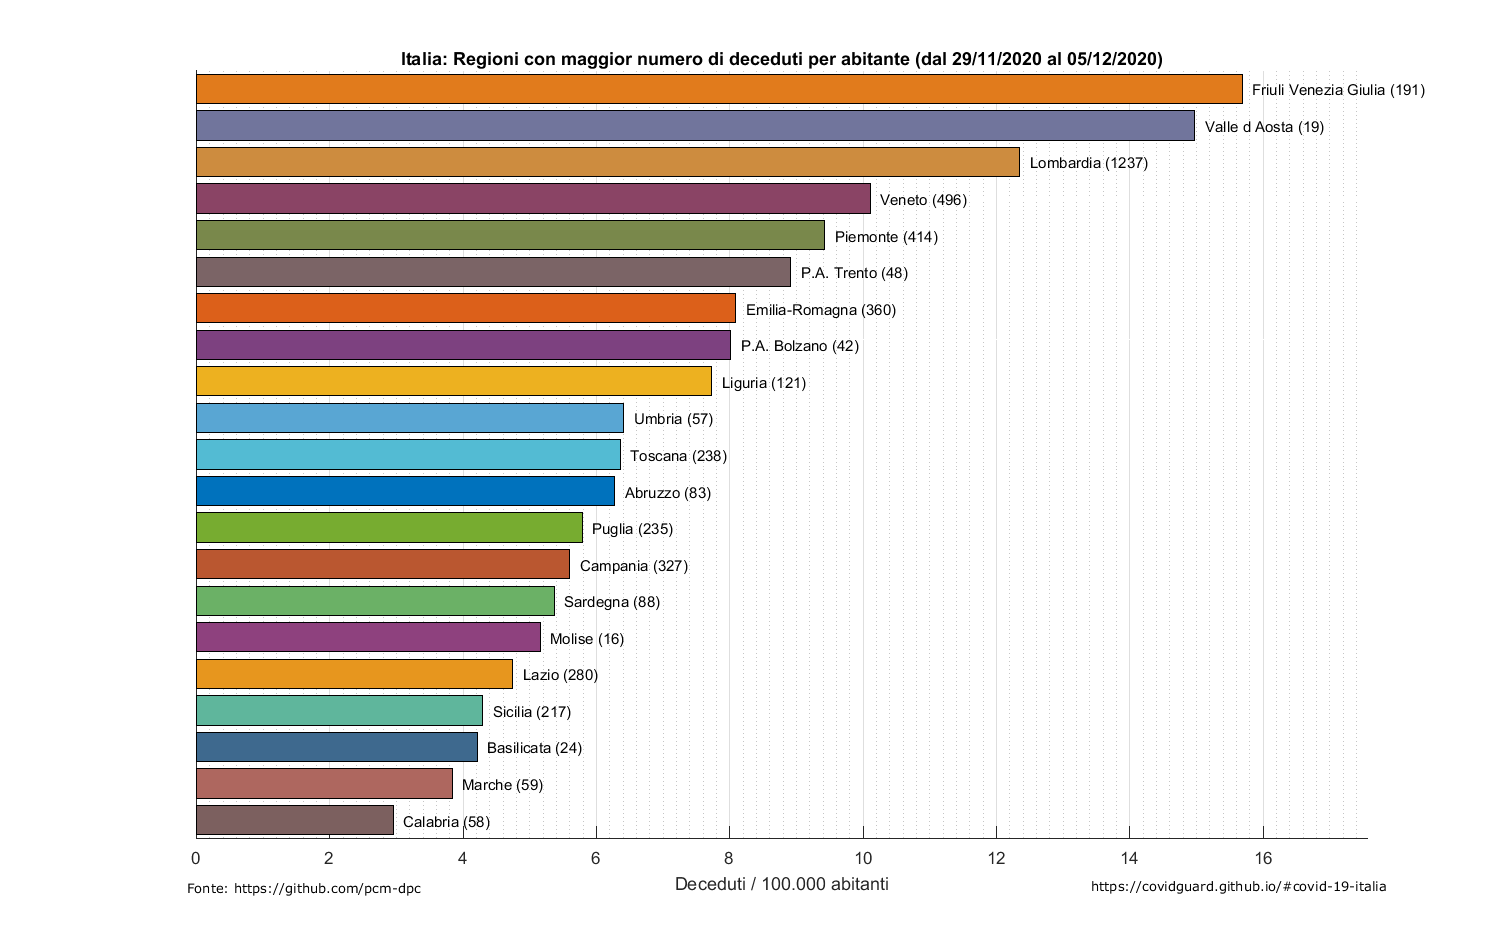 Italia: Regioni con maggior numero di deceduti per abitante (dal 29/11/2020 al 05/12/2020)
Friuli Venezia Giulia (191)
Valle d Aosta (19)
Lombardia (1237)
Veneto (496)
Piemonte (414)
P.A. Trento (48)
Emilia-Romagna (360)
P.A. Bolzano (42)
Liguria (121)
Umbria (57)
Toscana (238)
Abruzzo (83)
Puglia (235)
Campania (327)
Sardegna (88)
Molise (16)
Lazio (280)
Sicilia (217)
Basilicata (24)
Marche (59)
Calabria (58)
0 2 4 6 8 10 12 14 16
Deceduti / 100.000 abitanti
Fonte: https://github.com/pcm-dpc
https://covidguard.github.io/#covid-19-italia